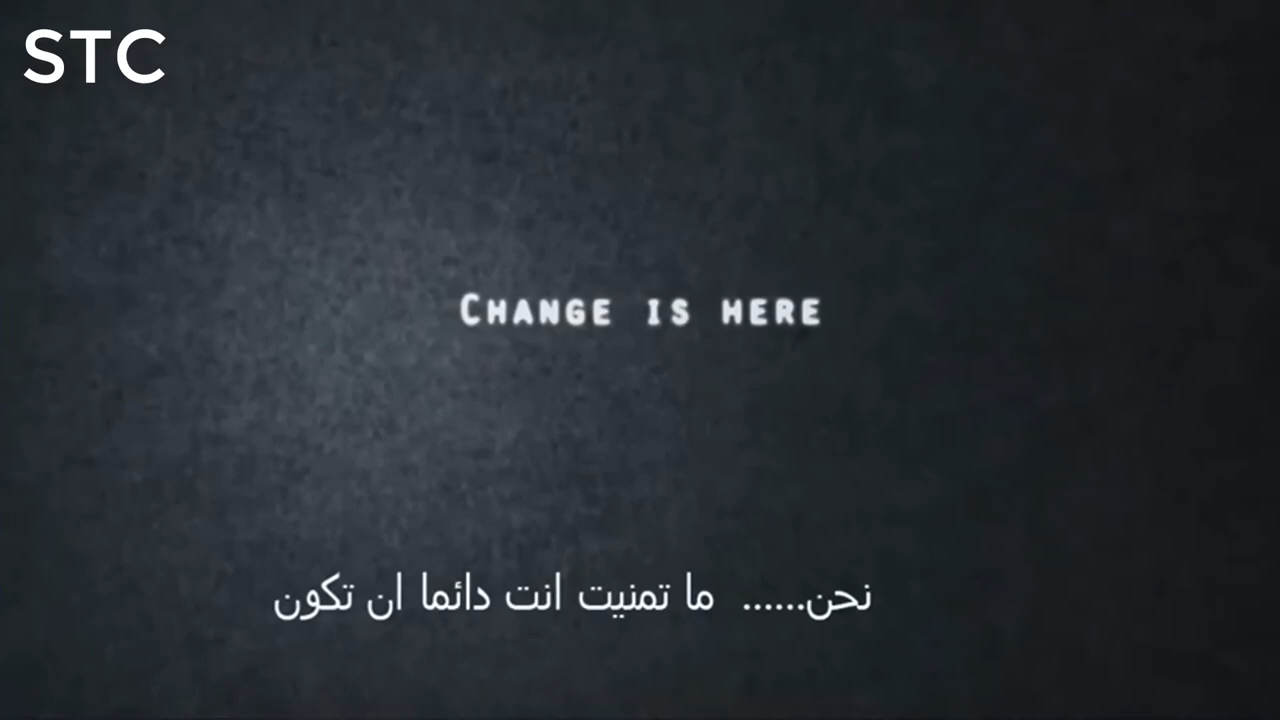 STC
CHANGE IS HERE
نحن...... ما تمنيت انت دائما ان تكون